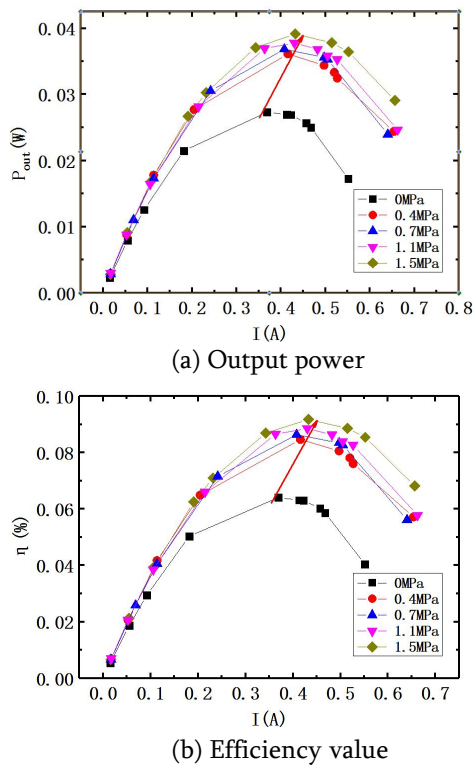 0.04
0.03
0.02
0.01
0.00
P_out(W)
0MPa
0.4MPa
0.7MPa
1.1MPa
1.5MPa
0.0 0.1 0.2 0.3 0.4 0.5 0.6 0.7 0.8
I(A)
(a) Output power
0.10
0.08
0.06
0.04
0.02
0.00
η(%)
0MPa
0.4MPa
0.7MPa
1.1MPa
1.5MPa
0.0 0.1 0.2 0.3 0.4 0.5 0.6 0.7
I(A)
(b) Efficiency value